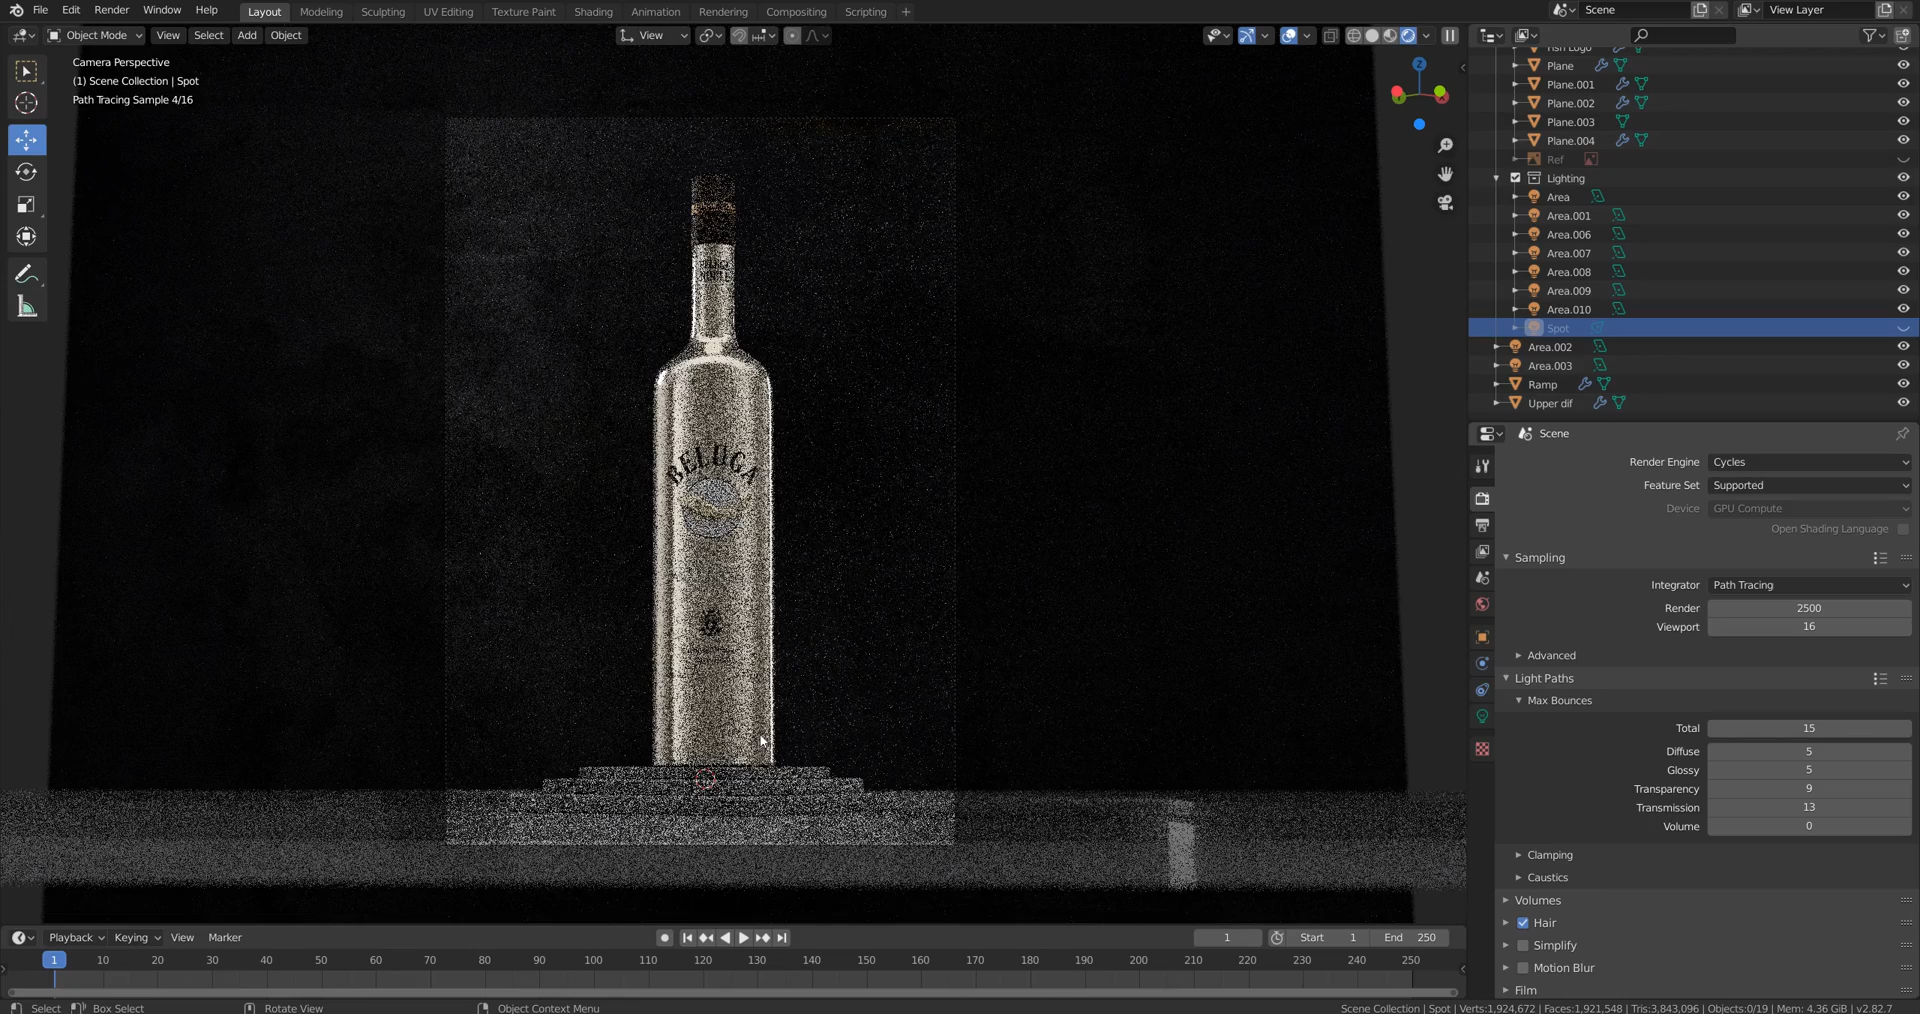 File Edit Render Window Help Layout Modeling Sculpting UV Editing Texture Paint Shading Animation Rendering Compositing Scripting + Scene View Layer
Object Mode View Select Add Object View
Camera Perspective
(1) Scene Collection | Spot
Path Tracing Sample 4/16
Z
Y
BELUGA
Fish Logo
Plane
Plane.001
Plane.002
Plane.003
Plane.004
Ref
Lighting
Area
Area.001
Area.006
Area.007
Area.008
Area.009
Area.010
Spot
Area.002
Area.003
Ramp
Upper dif
Scene
Render Engine Cycles
Feature Set Supported
Device GPU Compute
Open Shading Language
Sampling
Integrator Path Tracing
Render 2500
Viewport 16
Advanced
Light Paths
Max Bounces
Total 15
Diffuse 5
Glossy 5
Transparency 9
Transmission 13
Volume 0
Clamping
Caustics
Volumes
Hair
Simplify
Motion Blur
Film
Playback Keying View Marker 1 Start 1 End 250
1 10 20 30 40 50 60 70 80 90 100 110 120 130 140 150 160 170 180 190 200 210 220 230 240 250
Select Box Select Rotate View Object Context Menu Scene Collection | Spot | Verts:1,924,672 | Faces:1,921,548 | Tris:3,843,096 | Objects:0/19 | Mem: 4.36 GiB | v2.82.7